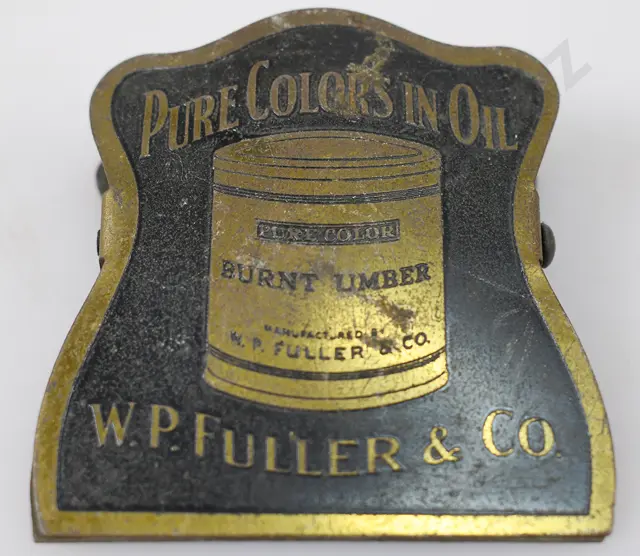 PURE COLORS IN OIL
PURE COLOR
BURNT UMBER
MANUFACTURED BY
W. P. FULLER & CO.
W. P. FULLER & CO.